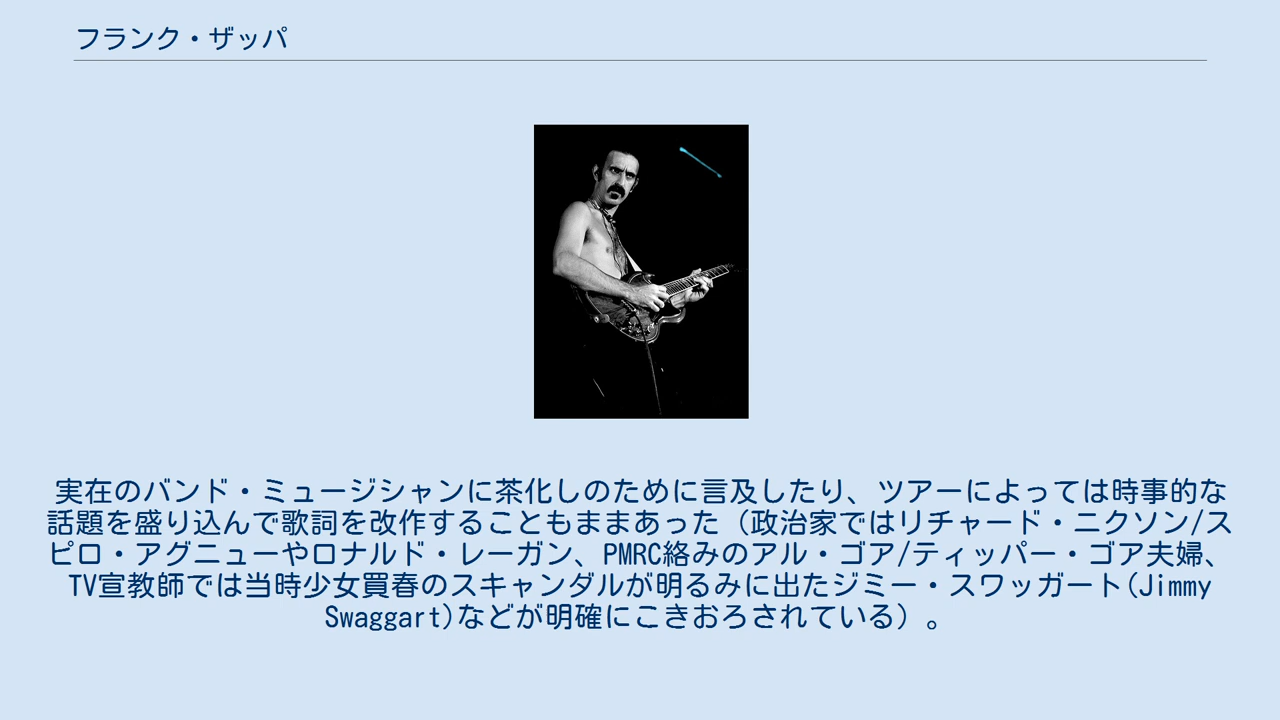 フランク・ザッパ
実在のバンド・ミュージシャンに茶化しのために言及したり、ツアーによっては時事的な
話題を盛り込んで歌詞を改作することもままあった（政治家ではリチャード・ニクソン/ス
ピロ・アグニューやロナルド・レーガン、PMRC絡みのアル・ゴア/ティッパー・ゴア夫婦、
TV宣教師では当時少女買春のスキャンダルが明るみに出たジミー・スワッガート(Jimmy
Swaggart)などが明確にこきおろされている）。